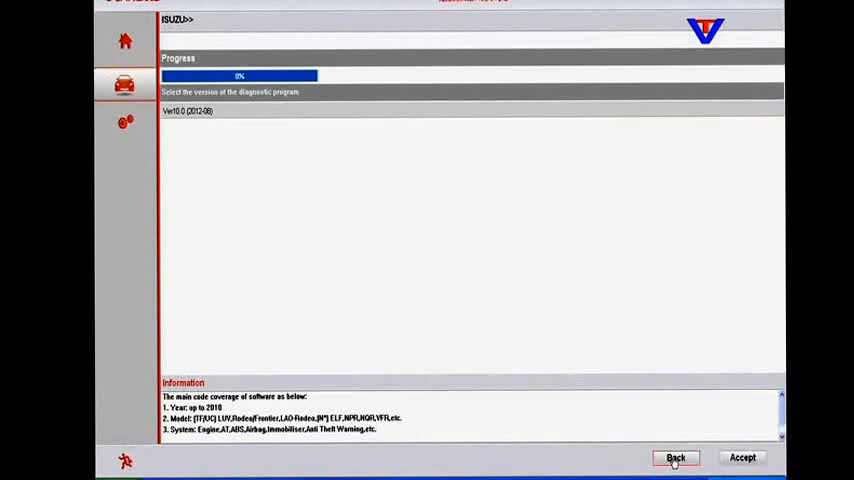 ISUZU>>
Progress
0%
Select the version of the diagnostic program
Ver10.0 (2012-08)
Information
The main code coverage of software as below:
1. Year: up to 2010
2. Model: (TF/UC) LUV,Rodeo/Frontier,LAO-Rodeo,(N*) ELF,NPR,NQR,VFR,etc.
3. System: Engine,AT,ABS,Airbag,Immobiliser,Anti Theft Warning,etc.
Back
Accept